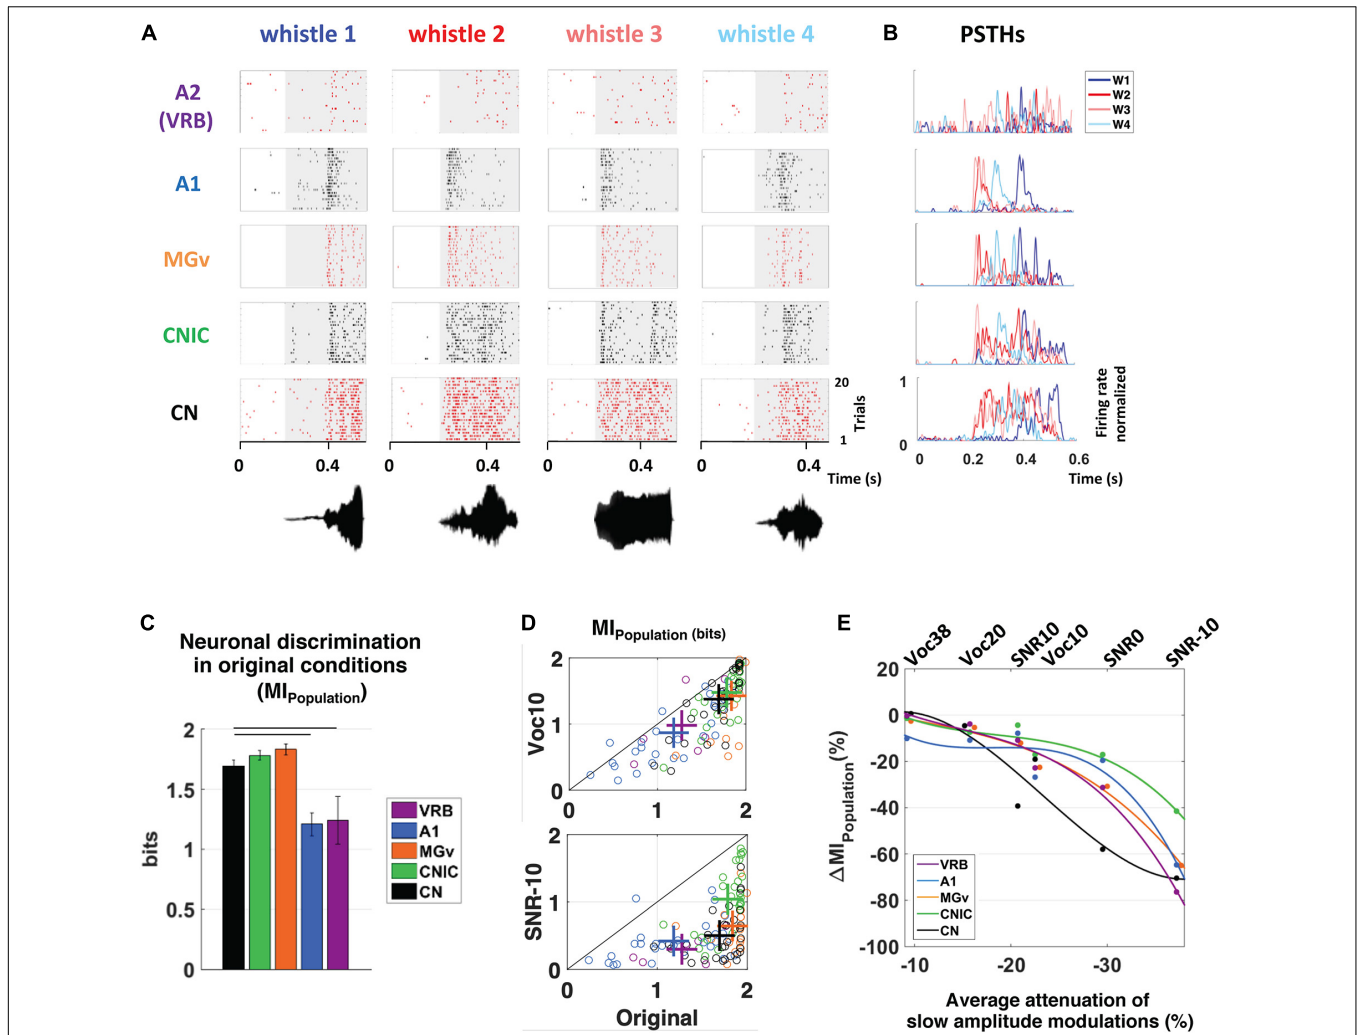 A
whistle 1
whistle 2
whistle 3
whistle 4
B
PSTHs
A2
(VRB)
W1
W2
W3
W4
A1
MGv
CNIC
CN
20
Trials
1
1
0
Firing rate
normalized
0
0.4
0
0.4
0
0.4
0
0.4
Time (s)
0
0.2
0.4
0.6
Time (s)
C
Neuronal discrimination
in original conditions
(MIPopulation)
2
1.5
1
0.5
0
bits
VRB
A1
MGv
CNIC
CN
D
MIPopulation (bits)
2
1
0
Voc10
0
1
2
2
1
0
SNR-10
0
1
2
Original
E
Voc38
Voc20
SNR10
Voc10
SNR0
SNR-10
20
0
-20
-40
-60
-80
-100
△MIPopulation(%)
VRB
A1
MGv
CNIC
CN
-10
-20
-30
Average attenuation of
slow amplitude modulations (%)